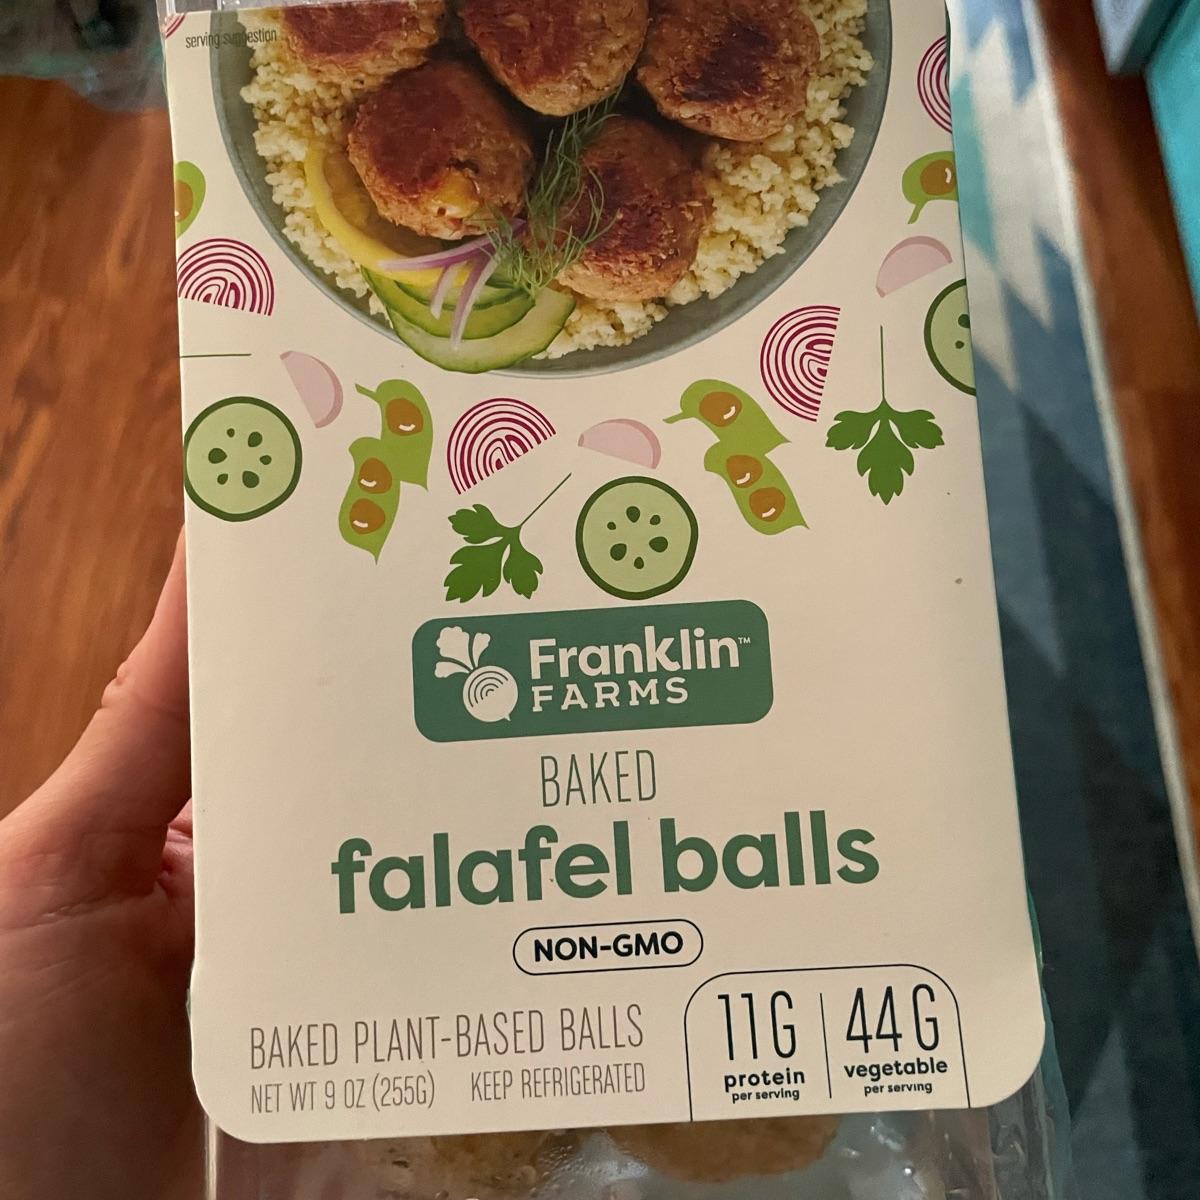 serving suggestion
Franklin™
FARMS
BAKED
falafel balls
NON-GMO
BAKED PLANT-BASED BALLS
NET WT 9 OZ (255G) KEEP REFRIGERATED
11G
protein
per serving
44G
vegetable
per serving